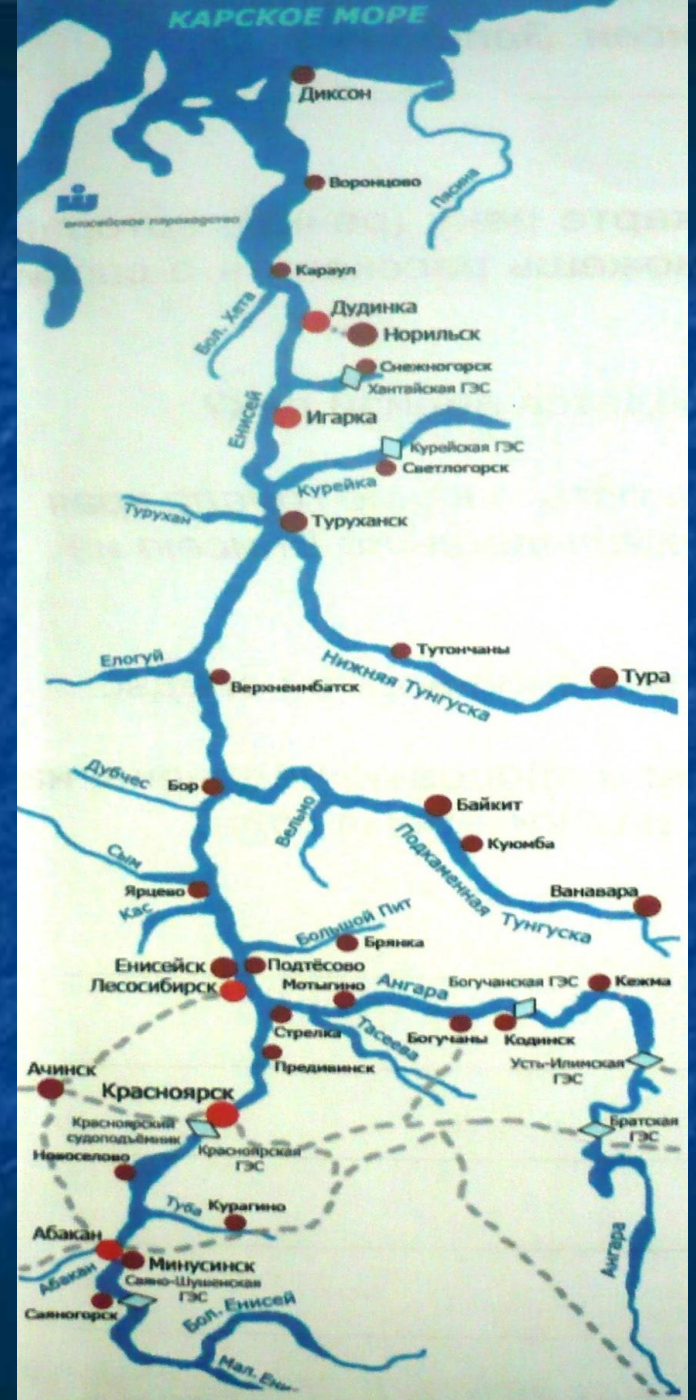 КАРСКОЕ МОРЕ
Диксон
Воронцово
Пясина
енисейское пароходство
Караул
Дудинка
Норильск
Бол. Хета
Снежногорск
Хантайская ГЭС
Енисей
Игарка
Курейская ГЭС
Светлогорск
Курейка
Турухан
Туруханск
Елогуй
Тутончаны
Нижняя Тунгуска
Тура
Верхнеимбатск
Дубчес
Бор
Вельмо
Байкит
Куюмба
Подкаменная Тунгуска
Ванавара
Сым
Ярцево
Кас
Большой Пит
Брянка
Енисейск
Подтёсово
Лесосибирск
Мотыгино
Ангара
Богучанская ГЭС
Кежма
Стрелка
Тасеева
Богучаны
Кодинск
Предивинск
Усть-Илимская
ГЭС
Ачинск
Красноярск
Красноярский
судоподъёмник
Красноярская
ГЭС
Братская
ГЭС
Новоселово
Туба
Курагино
Абакан
Минусинск
Абакан
Саяно-Шушенская
ГЭС
Саяногорск
Бол. Енисей
Мал. Ени
Ангара